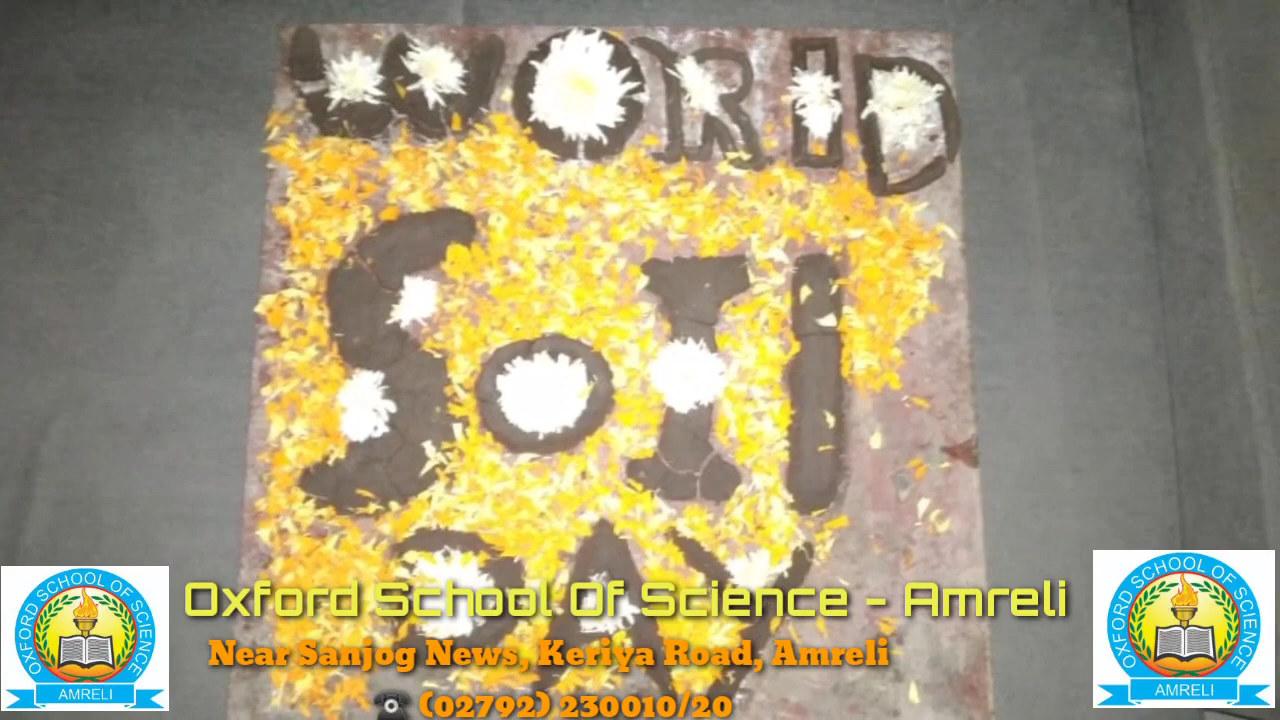 WORlD
SoIl
DAY
Oxford School Of Science - Amreli
Near Sanjog News, Keriya Road, Amreli
(02792) 230010/20
OXFORD SCHOOL OF SCIENCE
AMRELI
OXFORD SCHOOL OF SCIENCE
AMRELI